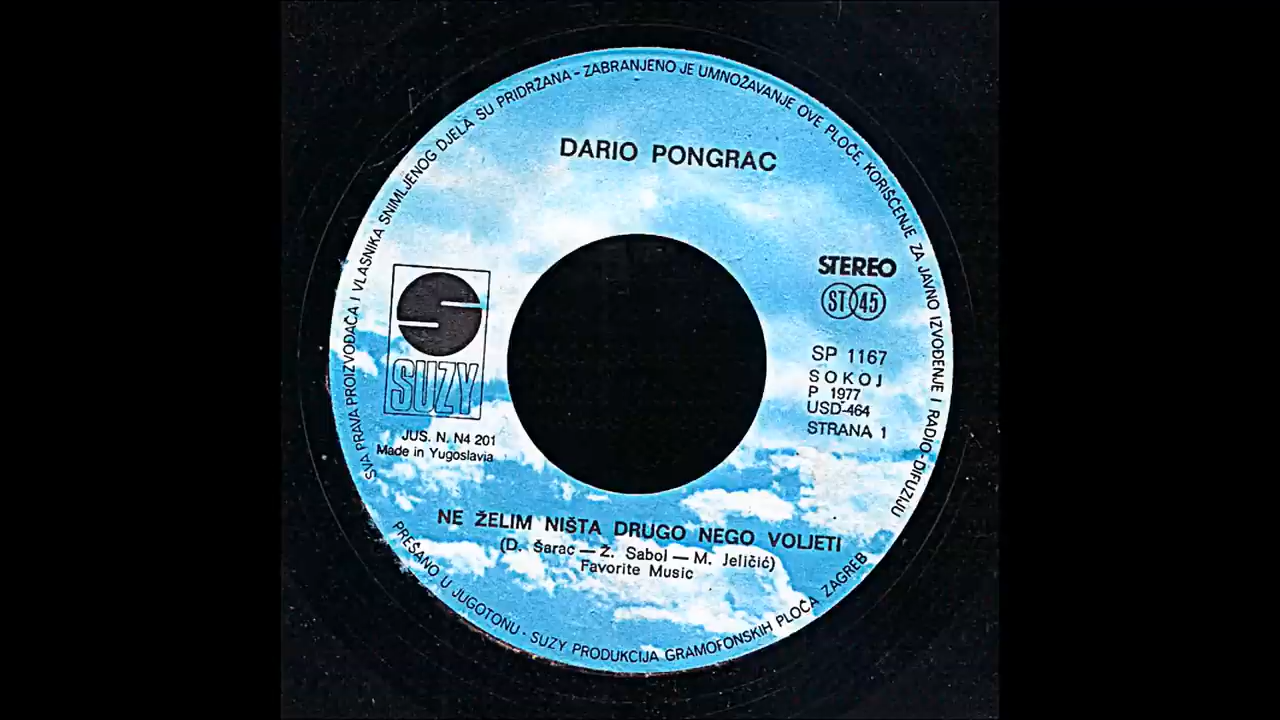 SVA PRAVA PROIZVOĐAČA I VLASNIKA SNIMLJENOG DJELA SU PRIDRŽANA - ZABRANJENO JE UMNOŽAVANJE OVE PLOČE, KORIŠĆENJE ZA JAVNO IZVOĐENJE I RADIO-DIFUZIJU
DARIO PONGRAC
STEREO
ST 45
SUZY
SP 1167
SOKOJ
P 1977
USD-464
STRANA 1
JUS. N. N4 201
Made in Yugoslavia
NE ŽELIM NIŠTA DRUGO NEGO VOLJETI
(D. Šarac — Ž. Sabol — M. Jeličić)
Favorite Music
PREŠANO U JUGOTONU · SUZY PRODUKCIJA GRAMOFONSKIH PLOČA ZAGREB